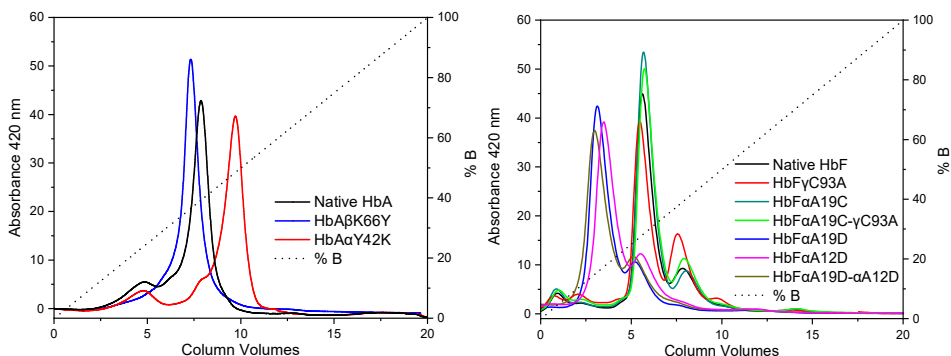 60
50
40
30
20
10
0
100
80
60
40
20
0
0
5
10
15
20
Absorbance 420 nm
% B
Column Volumes
Native HbA
HbAβK66Y
HbAαY42K
% B
60
50
40
30
20
10
0
100
80
60
40
20
0
0
5
10
15
20
Absorbance 420 nm
% B
Column Volumes
Native HbF
HbFγC93A
HbFαA19C
HbFαA19C-γC93A
HbFαA19D
HbFαA12D
HbFαA19D-αA12D
% B